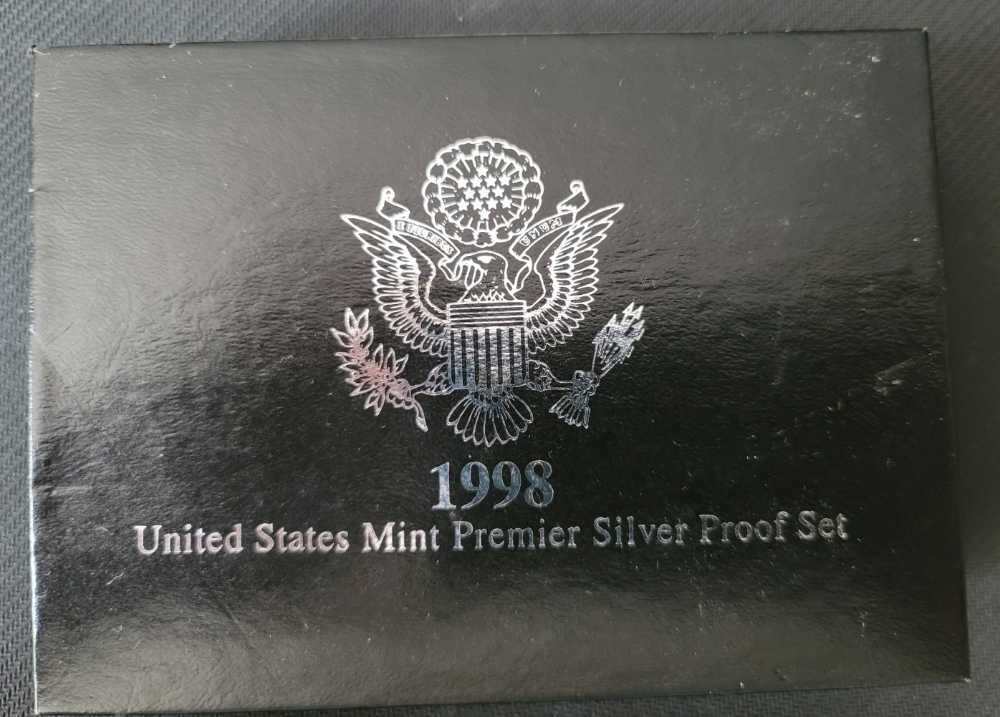 1998
United States Mint Premier Silver Proof Set